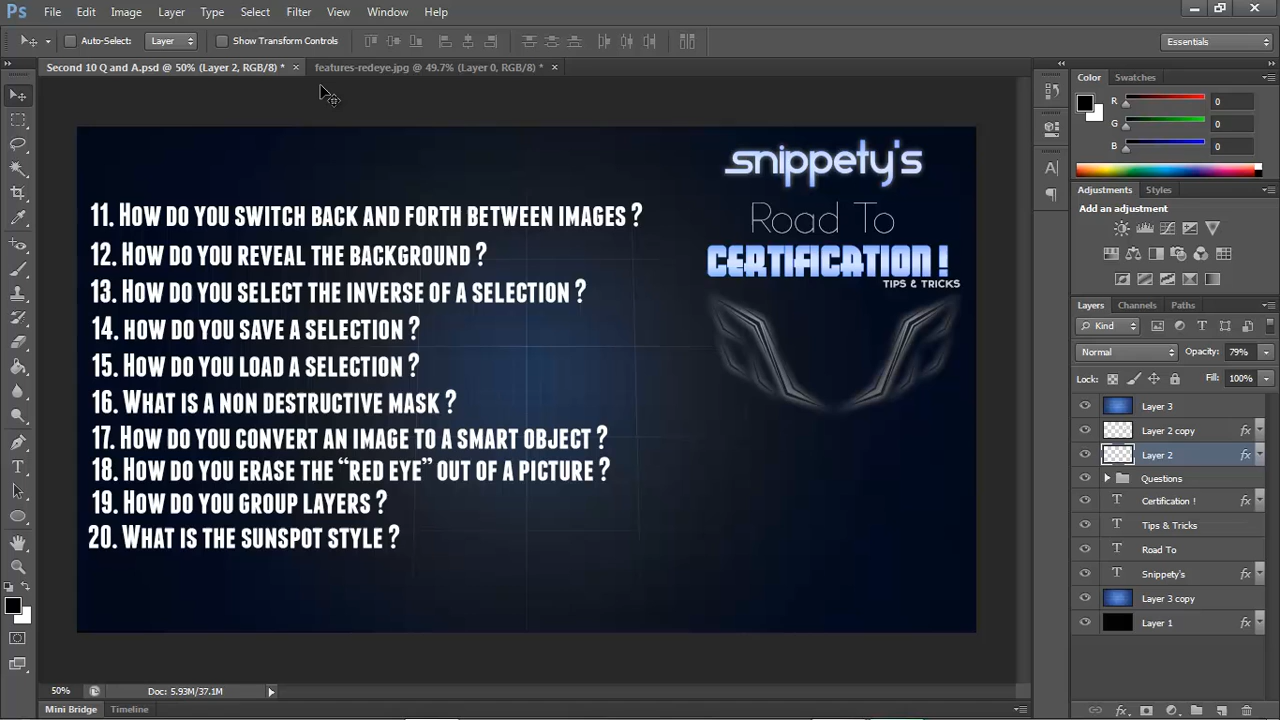 Ps File Edit Image Layer Type Select Filter View Window Help
Auto-Select: Layer Show Transform Controls Essentials
Second 10 Q and A.psd @ 50% (Layer 2, RGB/8) * × features-redeye.jpg @ 49.7% (Layer 0, RGB/8) * ×
Color Swatches
R 0
G 0
B 0
Adjustments Styles
Add an adjustment
Snippety's
Road To
Certification !
Tips & Tricks
11. How do you switch back and forth between images ?
12. How do you reveal the background ?
13. How do you select the inverse of a selection ?
14. how do you save a selection ?
15. How do you load a selection ?
16. What is a non destructive mask ?
17. How do you convert an image to a smart object ?
18. How do you erase the “red eye” out of a picture ?
19. How do you group layers ?
20. What is the sunspot style ?
Layers Channels Paths
Kind
Normal Opacity: 79%
Lock: Fill: 100%
Layer 3
Layer 2 copy fx
Layer 2 fx
Questions
T Certification ! fx
T Tips & Tricks
T Road To
T Snippety's fx
Layer 3 copy
Layer 1 fx
50% Doc: 5.93M/37.1M
Mini Bridge Timeline